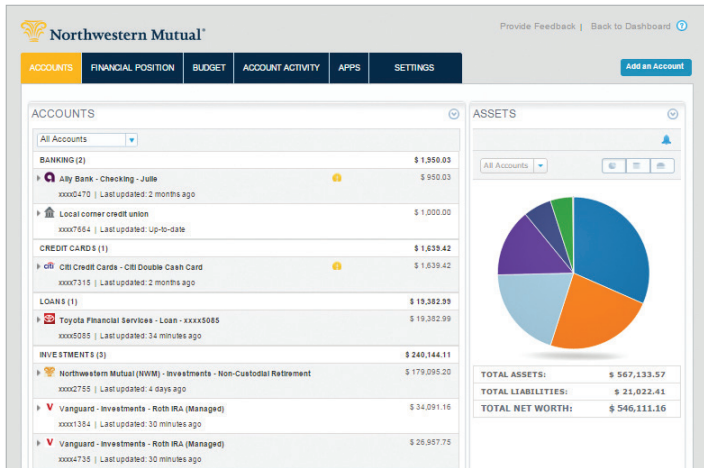 Northwestern Mutual®
Provide Feedback | Back to Dashboard ?
ACCOUNTS FINANCIAL POSITION BUDGET ACCOUNT ACTIVITY APPS SETTINGS
Add an Account
ACCOUNTS
All Accounts
BANKING (2) $ 1,950.03
Ally Bank - Checking - Julie $ 950.03
xxxx0470 | Last updated: 2 months ago
Local corner credit union $ 1,000.00
xxxx7664 | Last updated: Up-to-date
CREDIT CARDS (1) $ 1,639.42
citi Citi Credit Cards - Citi Double Cash Card $ 1,639.42
xxxx7315 | Last updated: 2 months ago
LOANS (1) $ 19,382.99
Toyota Financial Services - Loan - xxxx5085 $ 19,382.99
xxxx5085 | Last updated: 34 minutes ago
INVESTMENTS (3) $ 240,144.11
Northwestern Mutual (NWM) - Investments - Non-Custodial Retirement $ 179,095.20
xxxx2755 | Last updated: 4 days ago
V Vanguard - Investments - Roth IRA (Managed) $ 34,091.16
xxxx1384 | Last updated: 30 minutes ago
V Vanguard - Investments - Roth IRA (Managed) $ 26,957.75
xxxx4735 | Last updated: 30 minutes ago
ASSETS
All Accounts
TOTAL ASSETS: $ 567,133.57
TOTAL LIABILITIES: $ 21,022.41
TOTAL NET WORTH: $ 546,111.16